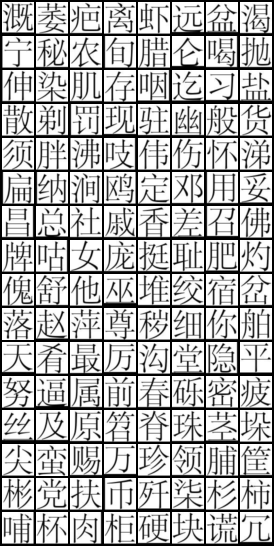 溉萎疤离虾远盆渴
宁秘农旬腊仑喝抛
伸染肌存咽迄习盐
散剃罚现驻幽般货
须胖沸吱伟伤怀涕
扁纳涧鸥定邓用妥
昌总社戚香差召佛
牌咕女庞挺耻肥灼
傀舒他巫堆绞宿岔
落赵萍尊秽细你舶
天肴最厉沟堂隐平
努逼属前春砾密疲
丝及原笤脊珠茎垛
尖蛮赐万珍领脯筐
彬党扶币歼柒杉柿
哺杯肉柜硬块谎冗